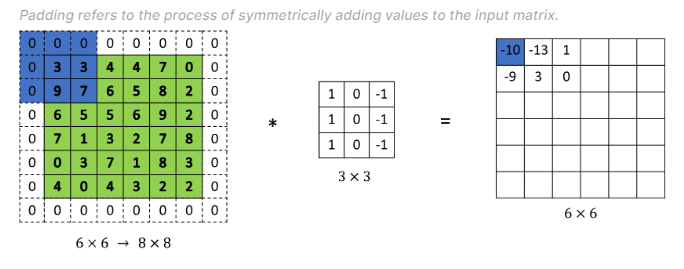 Padding refers to the process of symmetrically adding values to the input matrix.
0 0 0 0 0 0 0 0
0 3 3 4 4 7 0 0
0 9 7 6 5 8 2 0
0 6 5 5 6 9 2 0
0 7 1 3 2 7 8 0
0 0 3 7 1 8 3 0
0 4 0 4 3 2 2 0
0 0 0 0 0 0 0 0
6 × 6 → 8 × 8
*
1 0 -1
1 0 -1
1 0 -1
3 × 3
=
-10 -13 1
-9 3 0
6 × 6